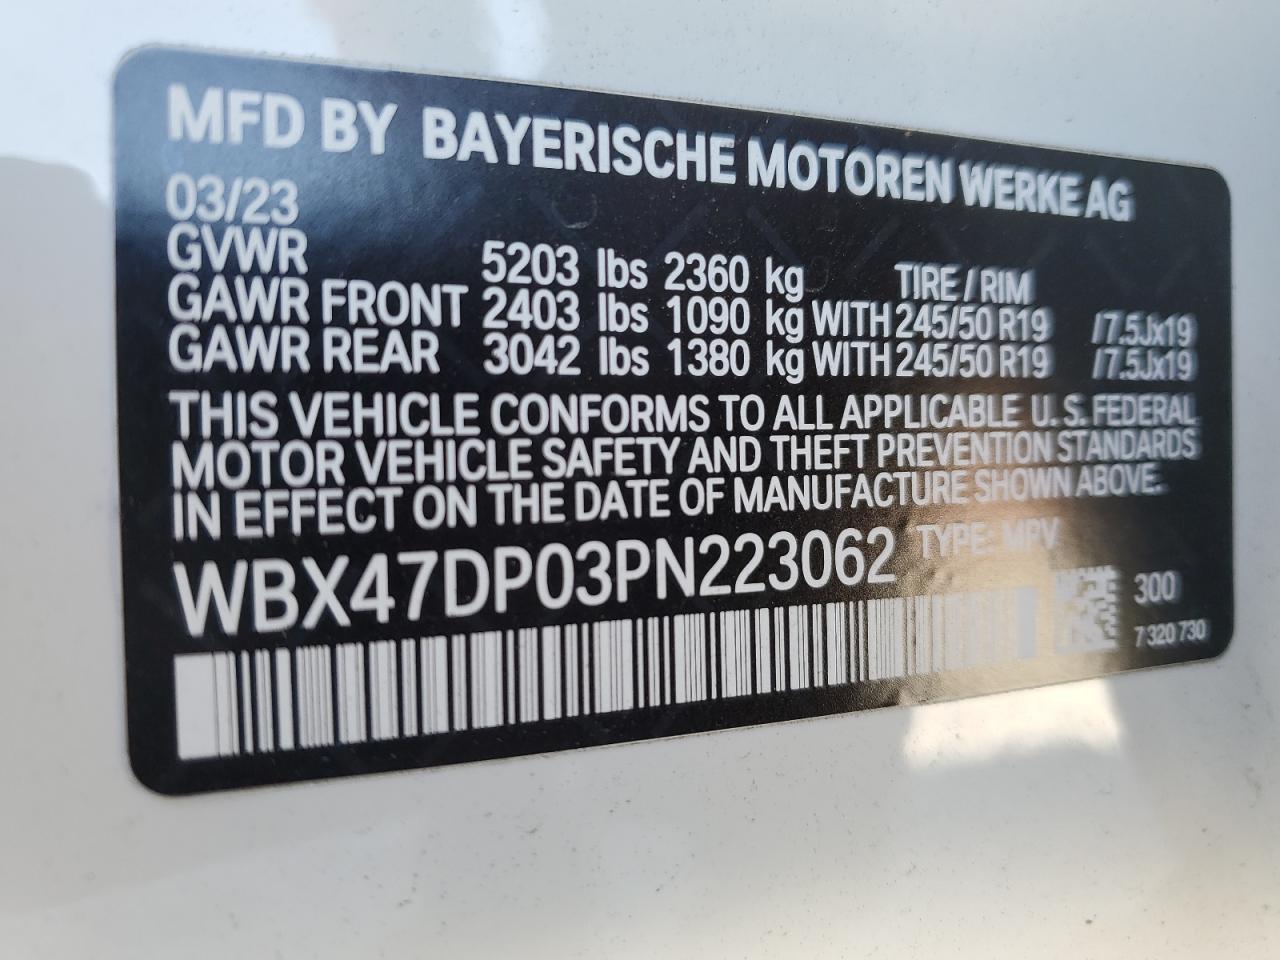 MFD BY BAYERISCHE MOTOREN WERKE AG
03/23
GVWR 5203 lbs 2360 kg TIRE / RIM
GAWR FRONT 2403 lbs 1090 kg WITH 245/50 R19 /7.5Jx19
GAWR REAR 3042 lbs 1380 kg WITH 245/50 R19 /7.5Jx19
THIS VEHICLE CONFORMS TO ALL APPLICABLE U.S. FEDERAL
MOTOR VEHICLE SAFETY AND THEFT PREVENTION STANDARDS
IN EFFECT ON THE DATE OF MANUFACTURE SHOWN ABOVE.
WBX47DP03PN223062 TYPE: MPV
300
7 320 730